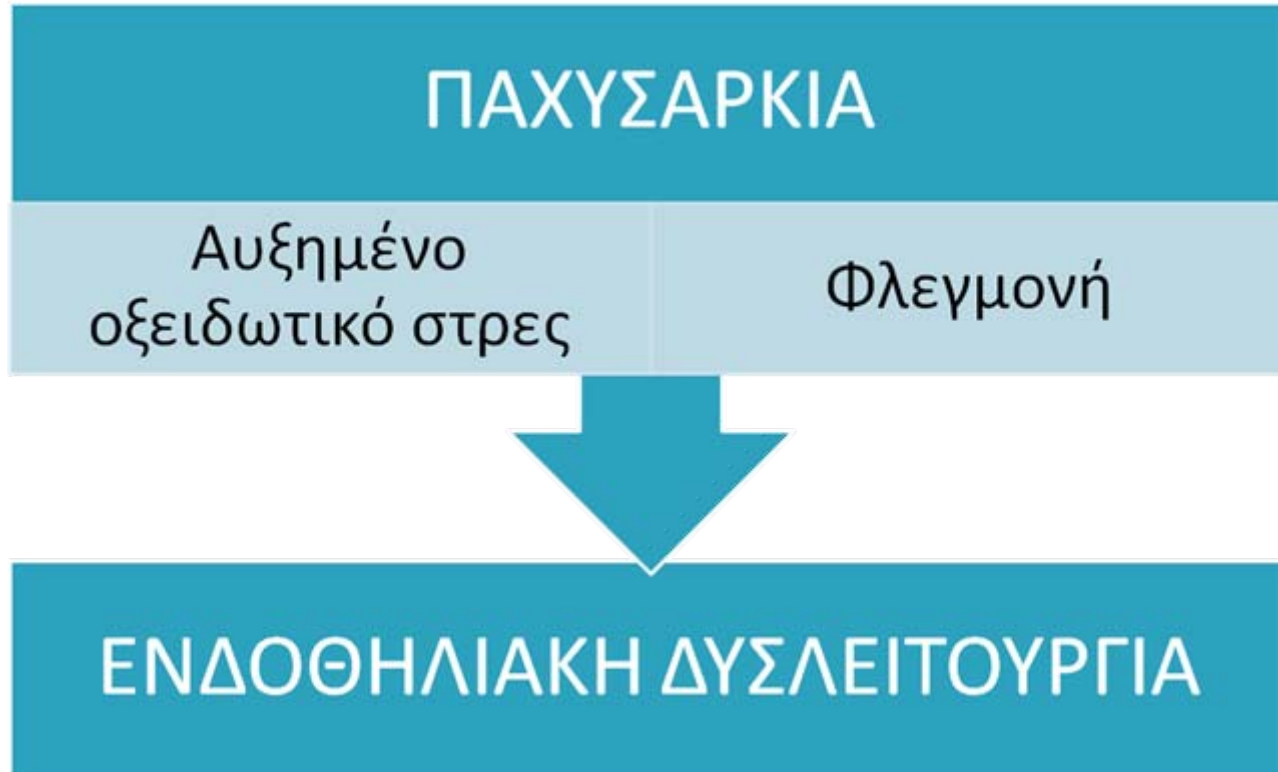 ΠΑΧΥΣΑΡΚΙΑ
Αυξημένο
οξειδωτικό στρες
Φλεγμονή
ΕΝΔΟΘΗΛΙΑΚΗ ΔΥΣΛΕΙΤΟΥΡΓΙΑ